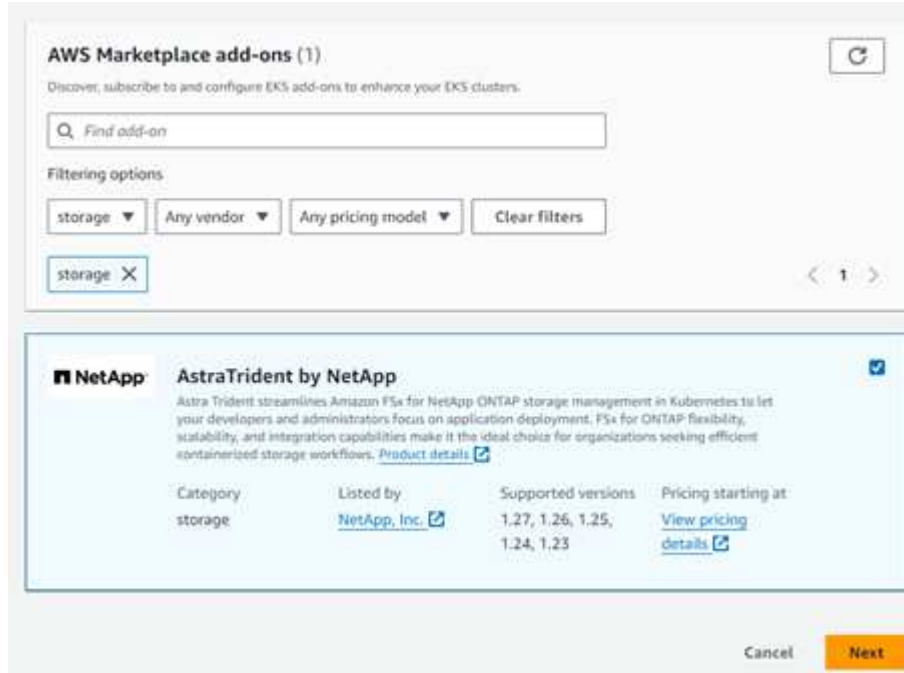 AWS Marketplace add-ons (1)
Discover, subscribe to and configure EKS add-ons to enhance your EKS clusters.
Find add-on
Filtering options
storage Any vendor Any pricing model Clear filters
storage
1
NetApp
AstraTrident by NetApp
Astra Trident streamlines Amazon FSx for NetApp ONTAP storage management in Kubernetes to let
your developers and administrators focus on application deployment. FSx for ONTAP flexibility,
scalability, and integration capabilities make it the ideal choice for organizations seeking efficient
containerized storage workflows. Product details
Category Listed by Supported versions Pricing starting at
storage NetApp, Inc. 1.27, 1.26, 1.25, View pricing
1.24, 1.23 details
Cancel Next